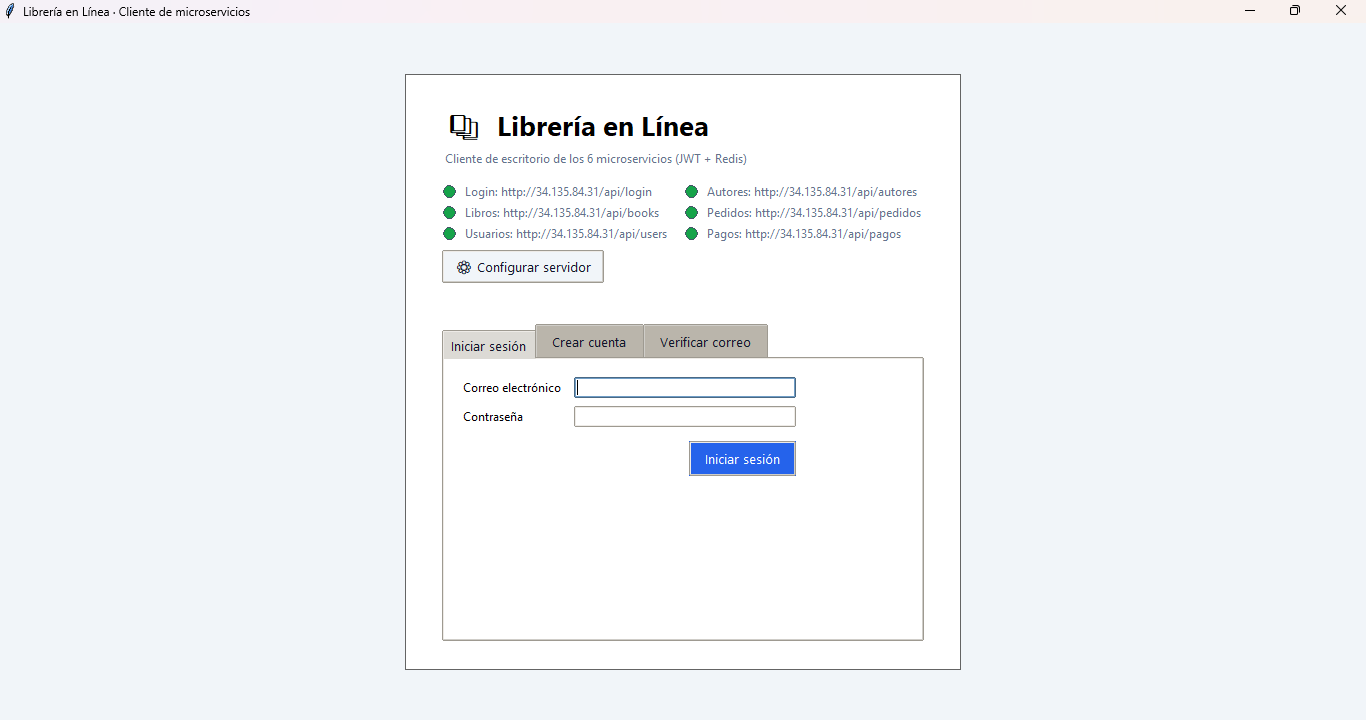 Librería en Línea · Cliente de microservicios
Librería en Línea
Cliente de escritorio de los 6 microservicios (JWT + Redis)
Login: http://34.135.84.31/api/login
Autores: http://34.135.84.31/api/autores
Libros: http://34.135.84.31/api/books
Pedidos: http://34.135.84.31/api/pedidos
Usuarios: http://34.135.84.31/api/users
Pagos: http://34.135.84.31/api/pagos
Configurar servidor
Iniciar sesión
Crear cuenta
Verificar correo
Correo electrónico
Contraseña
Iniciar sesión